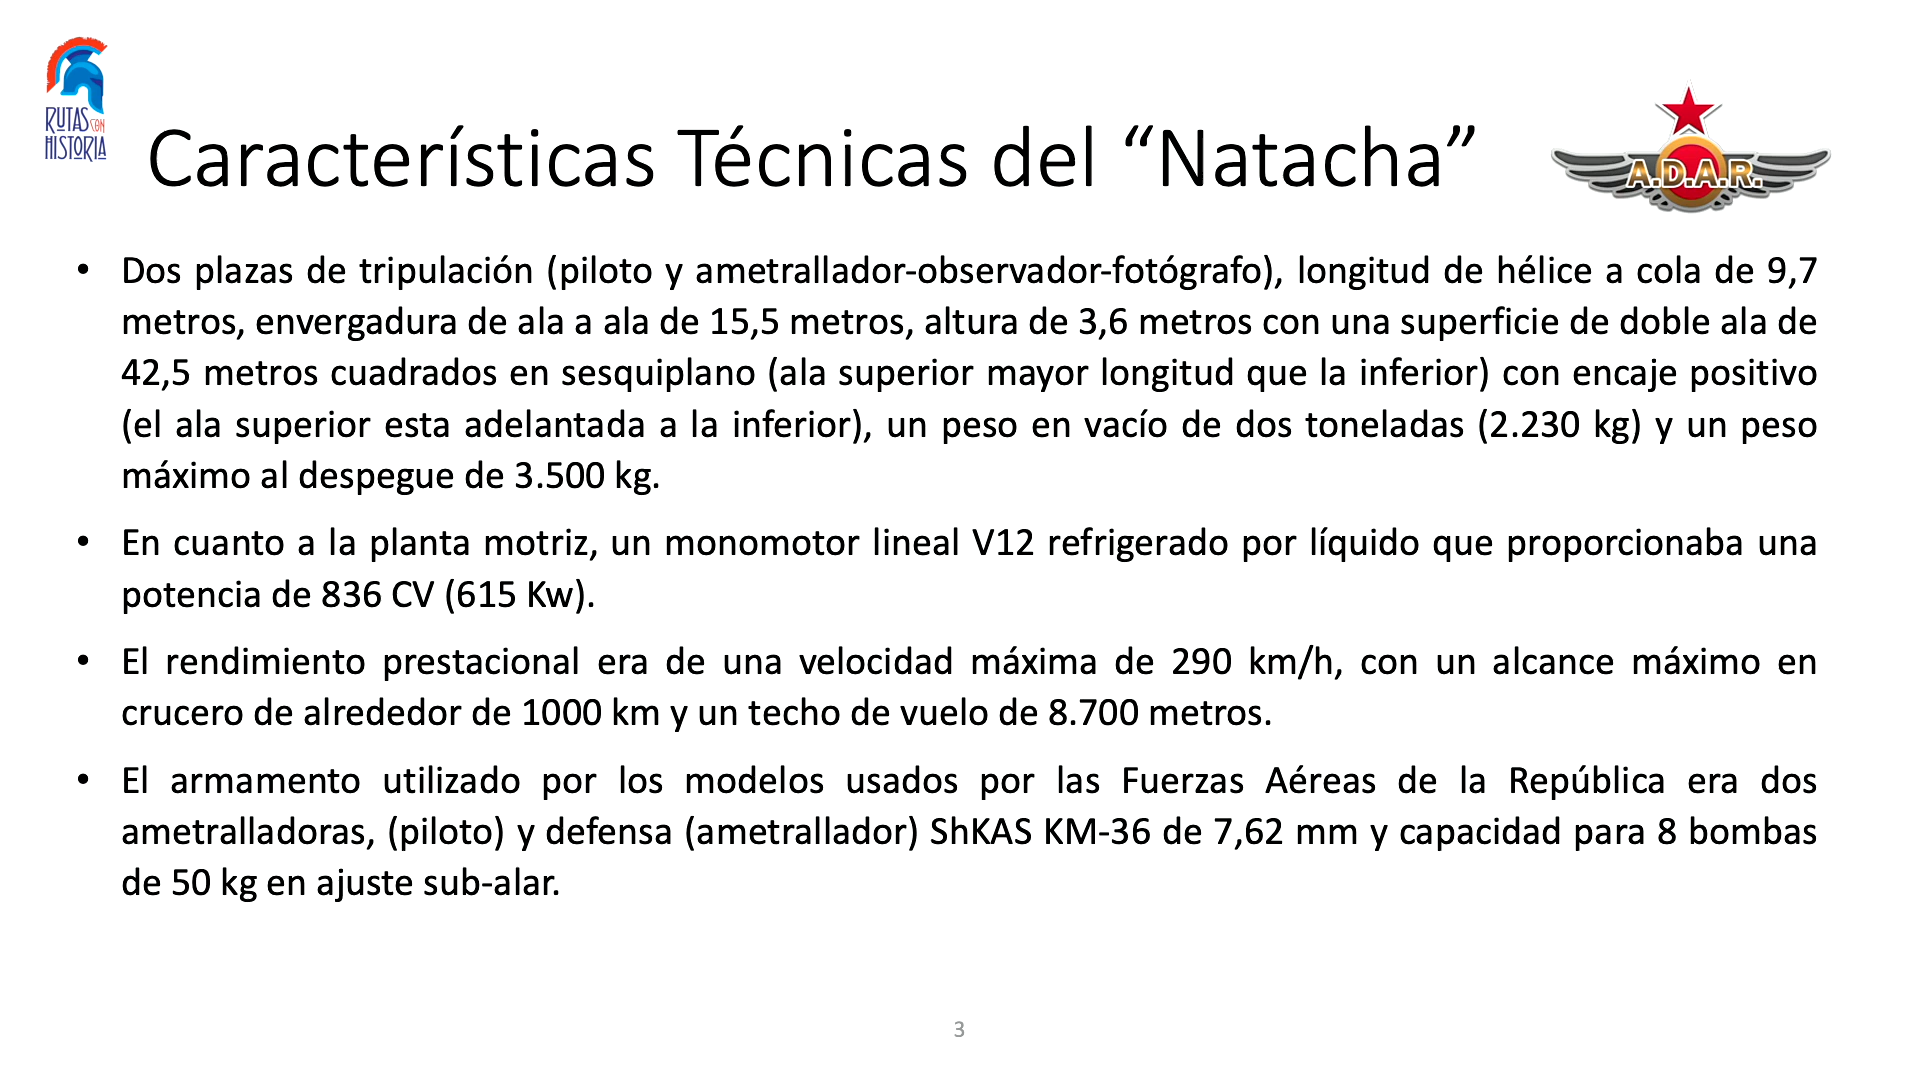 RUTAS CON
HISTORIA
Características Técnicas del “Natacha”
A.D.A.R.
• Dos plazas de tripulación (piloto y ametrallador-observador-fotógrafo), longitud de hélice a cola de 9,7
metros, envergadura de ala a ala de 15,5 metros, altura de 3,6 metros con una superficie de doble ala de
42,5 metros cuadrados en sesquiplano (ala superior mayor longitud que la inferior) con encaje positivo
(el ala superior esta adelantada a la inferior), un peso en vacío de dos toneladas (2.230 kg) y un peso
máximo al despegue de 3.500 kg.
• En cuanto a la planta motriz, un monomotor lineal V12 refrigerado por líquido que proporcionaba una
potencia de 836 CV (615 Kw).
• El rendimiento prestacional era de una velocidad máxima de 290 km/h, con un alcance máximo en
crucero de alrededor de 1000 km y un techo de vuelo de 8.700 metros.
• El armamento utilizado por los modelos usados por las Fuerzas Aéreas de la República era dos
ametralladoras, (piloto) y defensa (ametrallador) ShKAS KM-36 de 7,62 mm y capacidad para 8 bombas
de 50 kg en ajuste sub-alar.
3